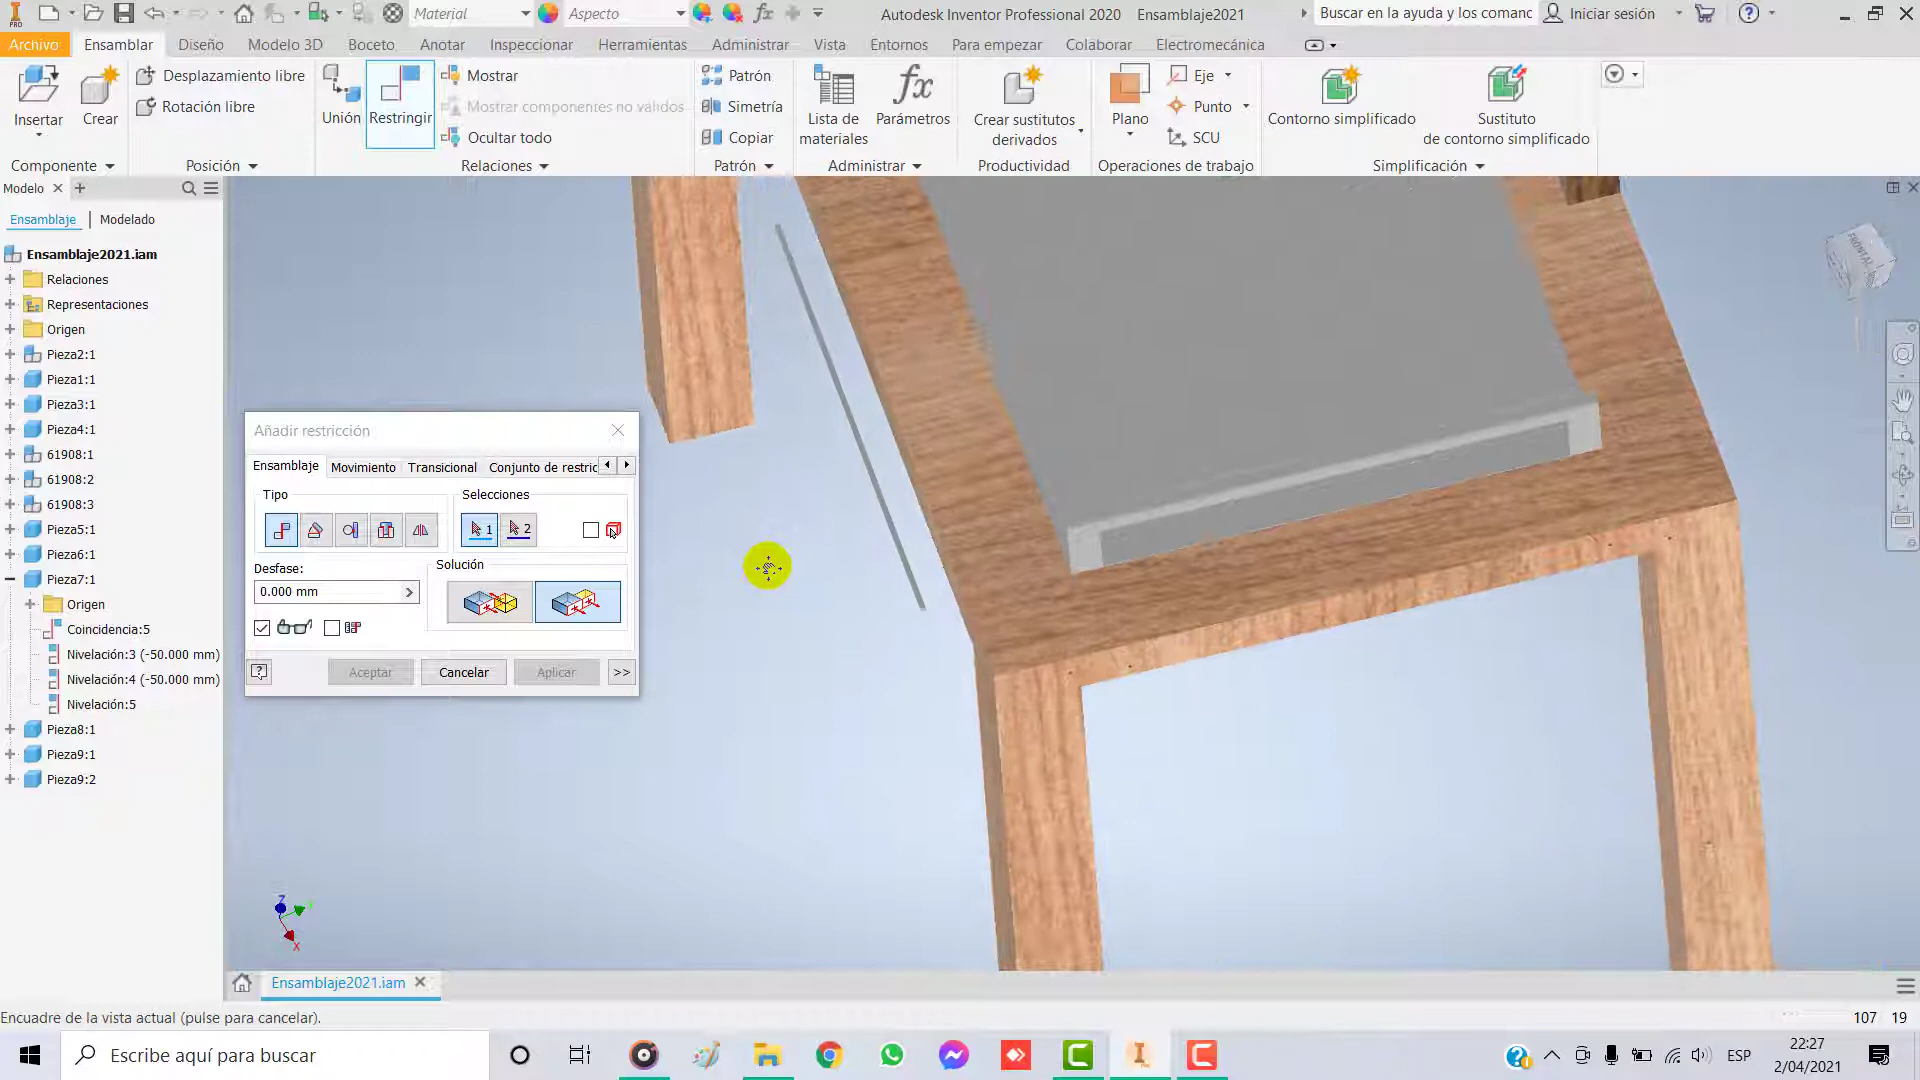 PRO Material Aspecto Autodesk Inventor Professional 2020 Ensamblaje2021 Buscar en la ayuda y los comanc Iniciar sesión
Archivo Ensamblar Diseño Modelo 3D Boceto Anotar Inspeccionar Herramientas Administrar Vista Entornos Para empezar Colaborar Electromecánica
Insertar Crear Desplazamiento libre Rotación libre
Unión Restringir Mostrar Mostrar componentes no válidos Ocultar todo
Patrón Simetría Copiar
Lista de materiales Parámetros
Crear sustitutos derivados
Plano Eje Punto SCU
Contorno simplificado Sustituto de contorno simplificado
Componente Posición Relaciones Patrón Administrar Productividad Operaciones de trabajo Simplificación
Modelo
Ensamblaje Modelado
Ensamblaje2021.iam
Relaciones
Representaciones
Origen
Pieza2:1
Pieza1:1
Pieza3:1
Pieza4:1
61908:1
61908:2
61908:3
Pieza5:1
Pieza6:1
Pieza7:1
Origen
Coincidencia:5
Nivelación:3 (-50.000 mm)
Nivelación:4 (-50.000 mm)
Nivelación:5
Pieza8:1
Pieza9:1
Pieza9:2
Añadir restricción
Ensamblaje Movimiento Transicional Conjunto de restric
Tipo Selecciones
1 2
Desfase: Solución
0.000 mm
Aceptar Cancelar Aplicar >>
FRONTAL
Z
X
Ensamblaje2021.iam
Encuadre de la vista actual (pulse para cancelar). 107 19
Escribe aquí para buscar
ESP
22:27
2/04/2021